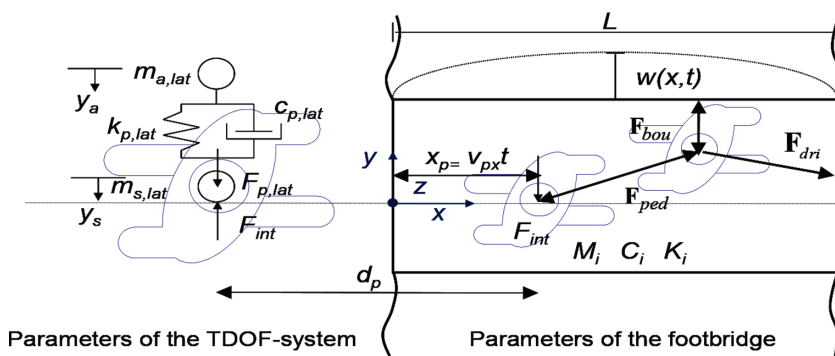 L
m_a,lat
y_a
w(x,t)
c_p,lat
k_p,lat
F_bou
F_dri
x_p= v_px t
y
m_s,lat
F_p,lat
z
F_ped
y_s
x
F_int
F_int
M_i C_i K_i
d_p
Parameters of the TDOF-system
Parameters of the footbridge